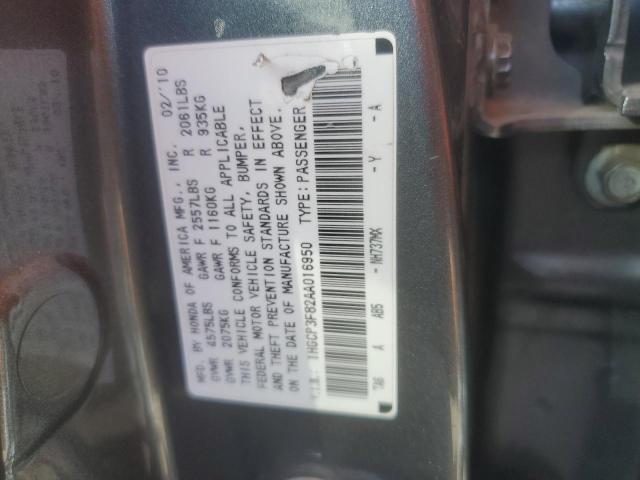 MFD. BY HONDA OF AMERICA MFG., INC. 02/'10
GVWR 4575LBS GAWR F 2557LBS R 2061LBS
GVWR 2075KG GAWR F 1160KG R 935KG
THIS VEHICLE CONFORMS TO ALL APPLICABLE
FEDERAL MOTOR VEHICLE SAFETY, BUMPER,
AND THEFT PREVENTION STANDARDS IN EFFECT
ON THE DATE OF MANUFACTURE SHOWN ABOVE.
V.I.N.: 1HGCP3F82AA016950 TYPE: PASSENGER
TA6 A AB5 - NH737MX - Y - A